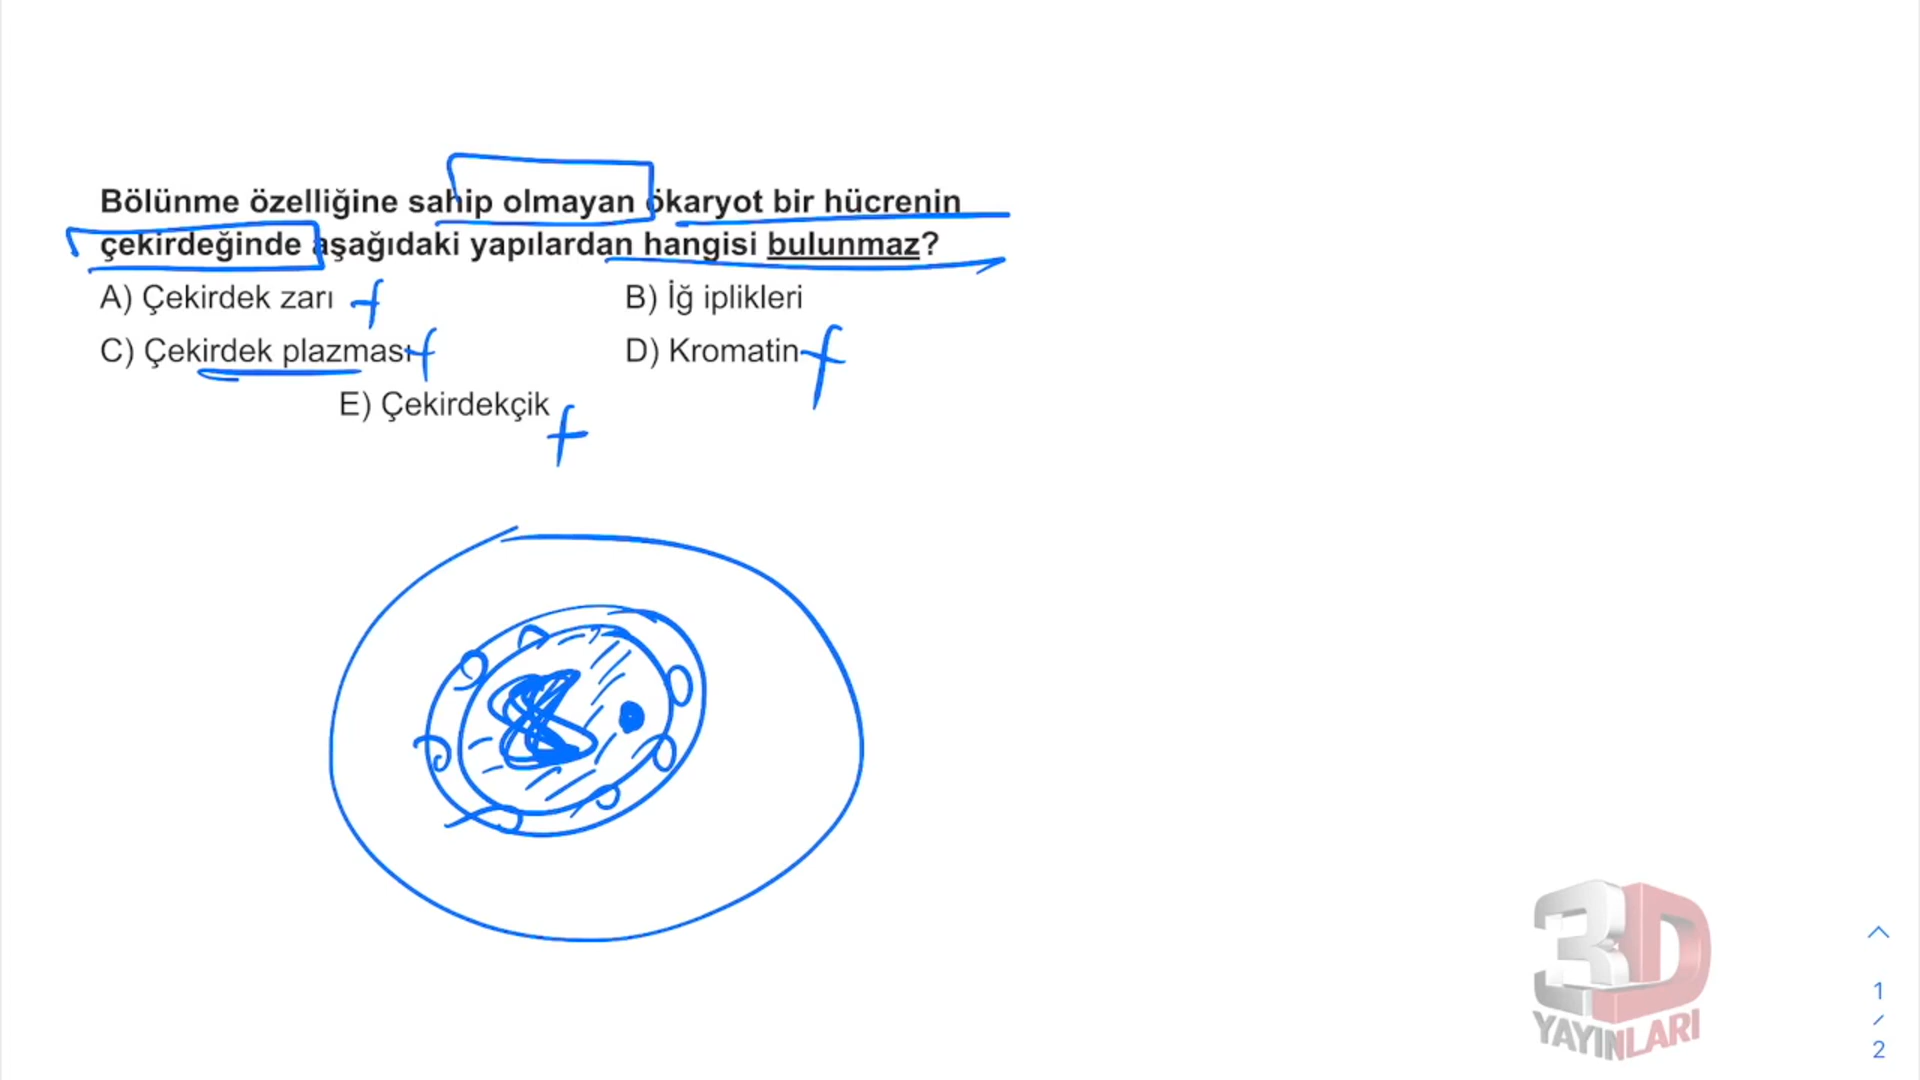 Bölünme özelliğine sahip olmayan ökaryot bir hücrenin
çekirdeğinde aşağıdaki yapılardan hangisi bulunmaz?
A) Çekirdek zarı
B) İğ iplikleri
C) Çekirdek plazması
D) Kromatin
E) Çekirdekçik
3D
YAYINLARI
1
/
2